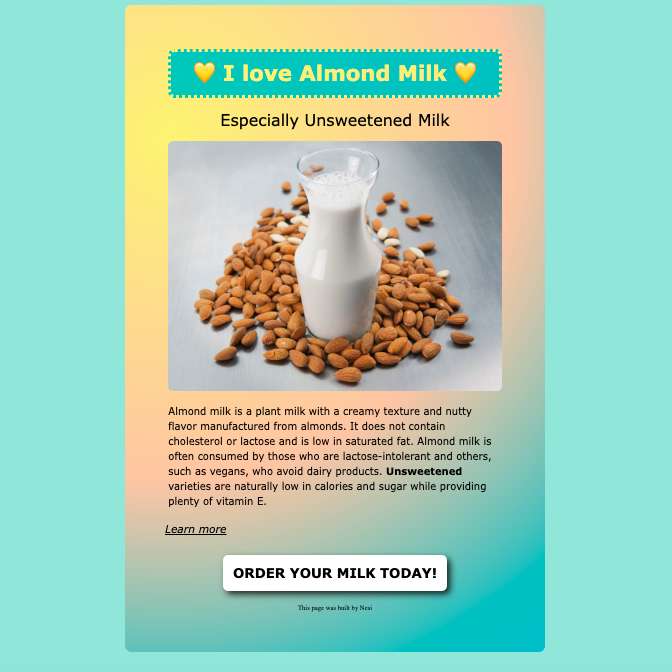 💛 I love Almond Milk 💛
Especially Unsweetened Milk
Almond milk is a plant milk with a creamy texture and nutty
flavor manufactured from almonds. It does not contain
cholesterol or lactose and is low in saturated fat. Almond milk is
often consumed by those who are lactose-intolerant and others,
such as vegans, who avoid dairy products. Unsweetened
varieties are naturally low in calories and sugar while providing
plenty of vitamin E.
Learn more
ORDER YOUR MILK TODAY!
This page was built by Nesi